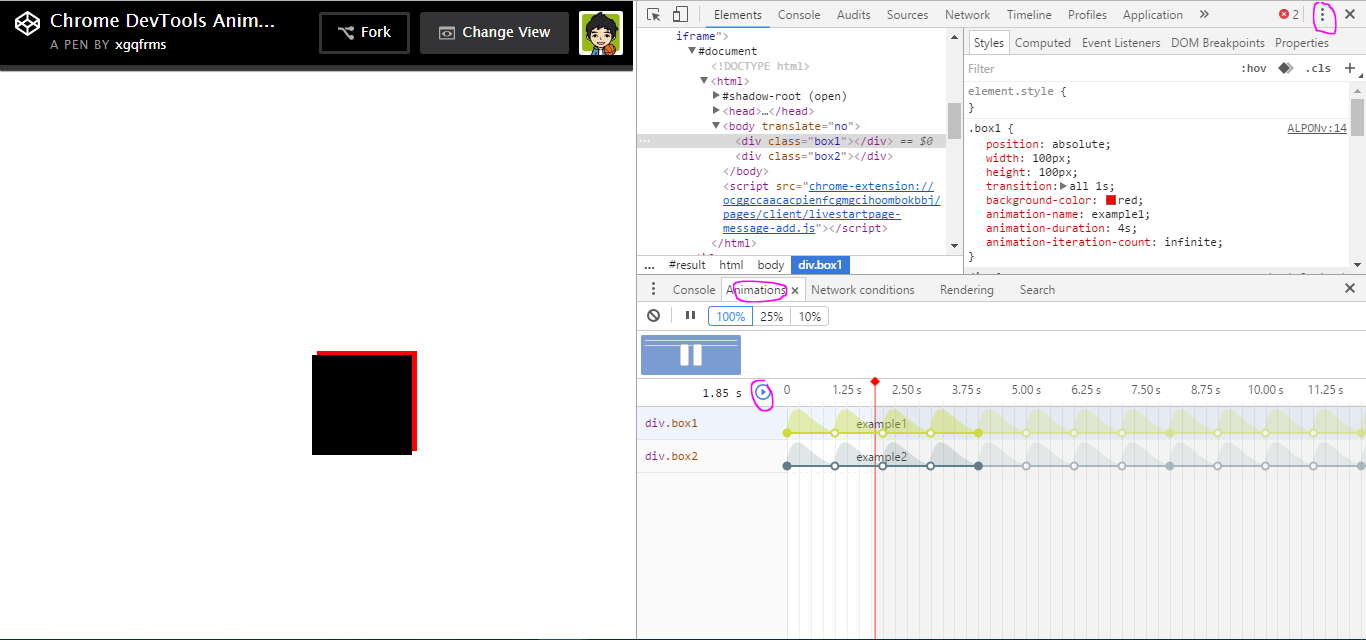 Chrome DevTools Anim...
A PEN BY xgqfrms
Fork
Change View
Elements Console Audits Sources Network Timeline Profiles Application » 2
iframe">
#document
<!DOCTYPE html>
<html>
#shadow-root (open)
<head>…</head>
<body translate="no">
... <div class="box1"></div> == $0
<div class="box2"></div>
</body>
<script src="chrome-extension://
ocggccaacacpienfcgmgcihoombokbbj/
pages/client/livestartpage-
message-add.js"></script>
</html>
... #result html body div.box1
Styles Computed Event Listeners DOM Breakpoints Properties
Filter :hov .cls +
element.style {
}
.box1 { ALPONv:14
position: absolute;
width: 100px;
height: 100px;
transition: all 1s;
background-color: red;
animation-name: example1;
animation-duration: 4s;
animation-iteration-count: infinite;
}
Console Animations × Network conditions Rendering Search
100% 25% 10%
1.85 s 0 1.25 s 2.50 s 3.75 s 5.00 s 6.25 s 7.50 s 8.75 s 10.00 s 11.25 s
div.box1 example1
div.box2 example2